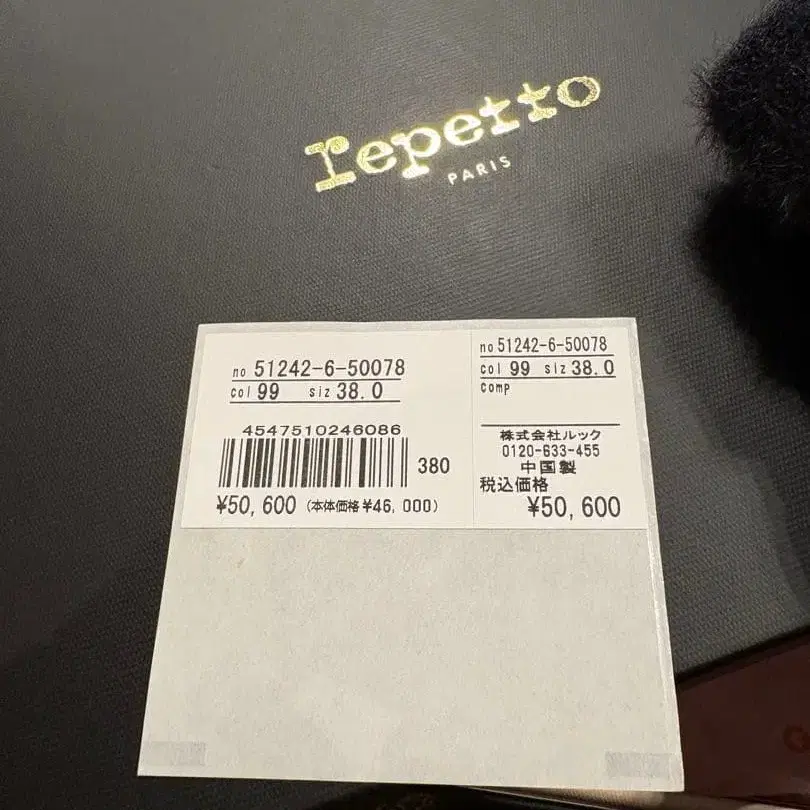 repetto
PARIS
no 51242-6-50078
col 99 siz 38.0
4547510246086
380
¥50,600 (本体価格¥46,000)
no 51242-6-50078
col 99 siz 38.0
comp
株式会社ルック
0120-633-455
中国製
税込価格
¥50,600